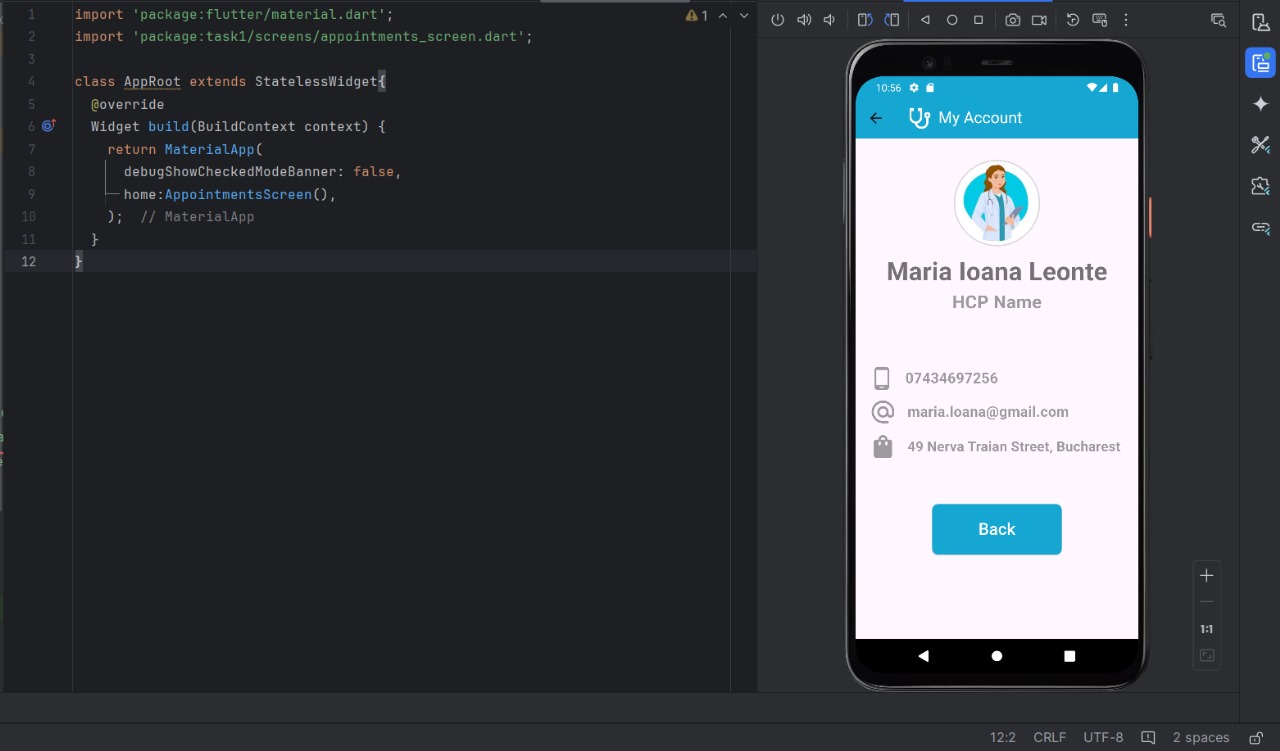 1 import 'package:flutter/material.dart';
2 import 'package:task1/screens/appointments_screen.dart';
3
4 class AppRoot extends StatelessWidget{
5 @override
6 Widget build(BuildContext context) {
7 return MaterialApp(
8 debugShowCheckedModeBanner: false,
9 home:AppointmentsScreen(),
10 ); // MaterialApp
11 }
12 }
1
10:56
My Account
Maria Ioana Leonte
HCP Name
07434697256
maria.loana@gmail.com
49 Nerva Traian Street, Bucharest
Back
1:1
12:2 CRLF UTF-8 2 spaces